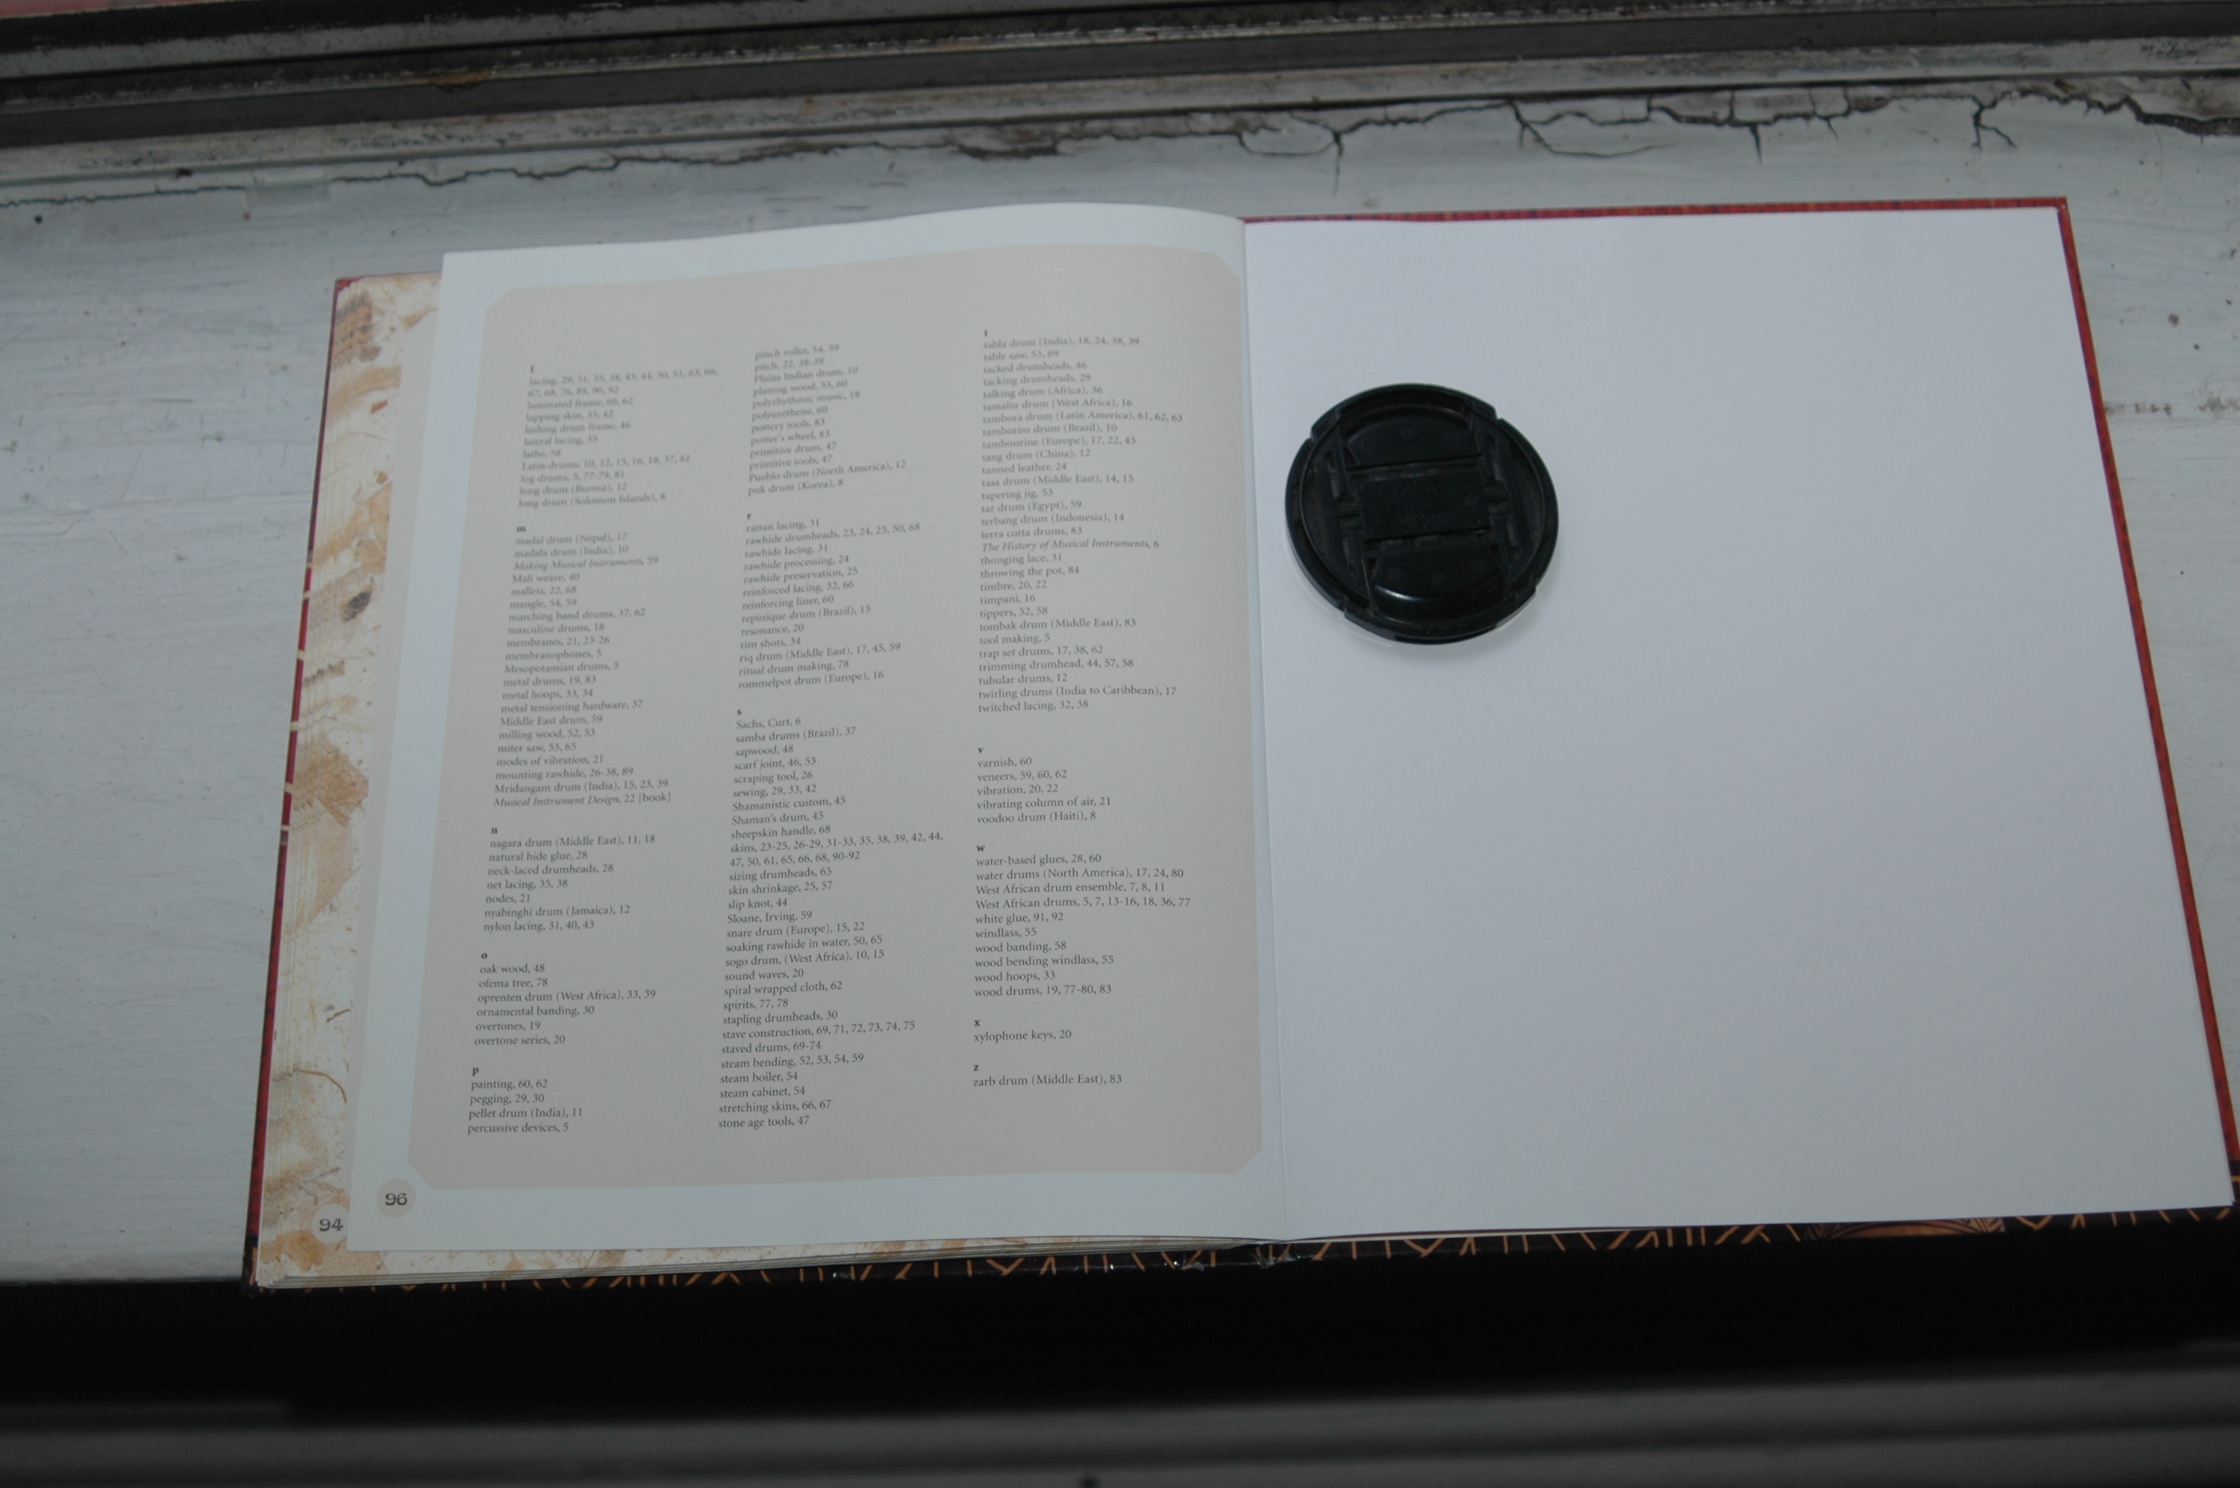 l
lacing, 29, 31, 35, 38, 43, 44, 50, 51, 63, 66,
67, 68, 76, 89, 90, 92
laminated frame, 60, 62
lapping skin, 33, 42
lashing drum frame, 46
lateral lacing, 35
lathe, 58
Latin drums, 10, 12, 15, 16, 18, 37, 61
log drums, 5, 77-79, 81
long drum (Burma), 12
long drum (Solomon Islands), 8
m
madal drum (Nepal), 17
madala drum (India), 10
Making Musical Instruments, 59
Mali weave, 40
mallets, 22, 68
mangle, 54, 59
marching band drums, 37, 62
masculine drums, 18
membranes, 21, 23-26
membranophones, 5
Mesopotamian drums, 5
metal drums, 19, 83
metal hoops, 33, 34
metal tensioning hardware, 37
Middle East drum, 59
milling wood, 52, 53
miter saw, 53, 65
modes of vibration, 21
mounting rawhide, 26-38, 89
Mridangam drum (India), 15, 23, 39
Musical Instrument Design, 22 [book]
n
nagara drum (Middle East), 11, 18
natural hide glue, 28
neck-laced drumheads, 28
net lacing, 35, 38
nodes, 21
nyabinghi drum (Jamaica), 12
nylon lacing, 31, 40, 43
o
oak wood, 48
ofema tree, 78
oprenten drum (West Africa), 33, 39
ornamental banding, 30
overtones, 19
overtone series, 20
p
painting, 60, 62
pegging, 29, 30
pellet drum (India), 11
percussive devices, 5
pinch roller, 54, 59
pitch, 22, 38-39
Plains Indian drum, 10
planing wood, 53, 60
polyrhythmic music, 18
polyurethene, 60
pottery tools, 83
potter's wheel, 83
primitive drum, 47
primitive tools, 47
Pueblo drum (North America), 12
puk drum (Korea), 8
r
rattan lacing, 31
rawhide drumheads, 23, 24, 25, 50, 68
rawhide lacing, 31
rawhide processing, 24
rawhide preservation, 25
reinforced lacing, 32, 66
reinforcing liner, 60
repinique drum (Brazil), 15
resonance, 20
rim shots, 34
riq drum (Middle East), 17, 45, 59
ritual drum making, 78
rommelpot drum (Europe), 16
s
Sachs, Curt, 6
samba drums (Brazil), 37
sapwood, 48
scarf joint, 46, 53
scraping tool, 26
sewing, 29, 33, 42
Shamanistic custom, 45
Shaman's drum, 45
sheepskin handle, 68
skins, 23-25, 26-29, 31-33, 35, 38, 39, 42, 44,
47, 50, 61, 65, 66, 68, 90-92
sizing drumheads, 65
skin shrinkage, 25, 57
slip knot, 44
Sloane, Irving, 59
snare drum (Europe), 15, 22
soaking rawhide in water, 50, 65
sogo drum, (West Africa), 10, 15
sound waves, 20
spiral wrapped cloth, 62
spirits, 77, 78
stapling drumheads, 30
stave construction, 69, 71, 72, 73, 74, 75
staved drums, 69-74
steam bending, 52, 53, 54, 59
steam boiler, 54
steam cabinet, 54
stretching skins, 66, 67
stone age tools, 47
t
tabla drum (India), 18, 24, 38, 39
table saw, 53, 69
tacked drumheads, 46
tacking drumheads, 29
talking drum (Africa), 36
tamalin drum (West Africa), 16
tambora drum (Latin America), 61, 62, 63
tamborim drum (Brazil), 10
tambourine (Europe), 17, 22, 45
tang drum (China), 12
tanned leather, 24
tasa drum (Middle East), 14, 15
tapering jig, 53
tar drum (Egypt), 59
terbang drum (Indonesia), 14
terra cotta drums, 83
The History of Musical Instruments, 6
thonging lace, 31
throwing the pot, 84
timbre, 20, 22
timpani, 16
tippers, 52, 58
tombak drum (Middle East), 83
tool making, 5
trap set drums, 17, 38, 62
trimming drumhead, 44, 57, 58
tubular drums, 12
twirling drums (India to Caribbean), 17
twitched lacing, 32, 38
v
varnish, 60
veneers, 59, 60, 62
vibration, 20, 22
vibrating column of air, 21
voodoo drum (Haiti), 8
w
water-based glues, 28, 60
water drums (North America), 17, 24, 80
West African drum ensemble, 7, 8, 11
West African drums, 5, 7, 13-16, 18, 36, 77
white glue, 91, 92
windlass, 55
wood banding, 58
wood bending windlass, 55
wood hoops, 33
wood drums, 19, 77-80, 83
x
xylophone keys, 20
z
zarb drum (Middle East), 83
96
94